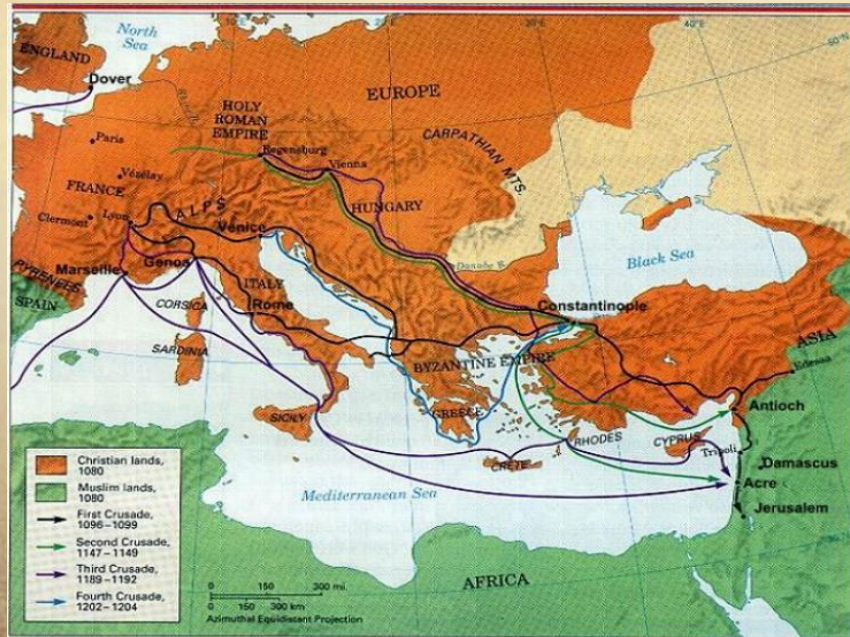 North
Sea
10°E
20°E
30°E
40°E
50°N
ENGLAND
Dover
EUROPE
HOLY
ROMAN
EMPIRE
CARPATHIAN MTS.
Paris
Regensburg
Vienna
Vézélay
FRANCE
HUNGARY
Clermont
Lyon
ALPS
Venice
Danube R.
Black Sea
Marseille
Genoa
PYRENEES
SPAIN
CORSICA
ITALY
Rome
Constantinople
ASIA
SARDINIA
BYZANTINE EMPIRE
Edessa
GREECE
Antioch
SICILY
RHODES
CYPRUS
Tripoli
CRETE
Damascus
Acre
Mediterranean Sea
Jerusalem
AFRICA
Christian lands,
1080
Muslim lands,
1080
First Crusade,
1096–1099
Second Crusade,
1147–1149
Third Crusade,
1189–1192
Fourth Crusade,
1202–1204
0 150 300 mi.
0 150 300 km
Azimuthal Equidistant Projection